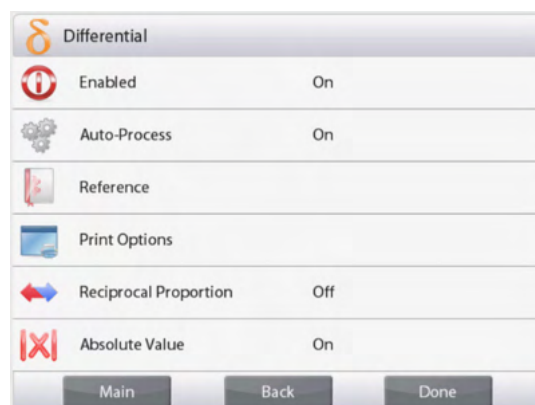 Differential
Enabled On
Auto-Process On
Reference
Print Options
Reciprocal Proportion Off
Absolute Value On
Main Back Done